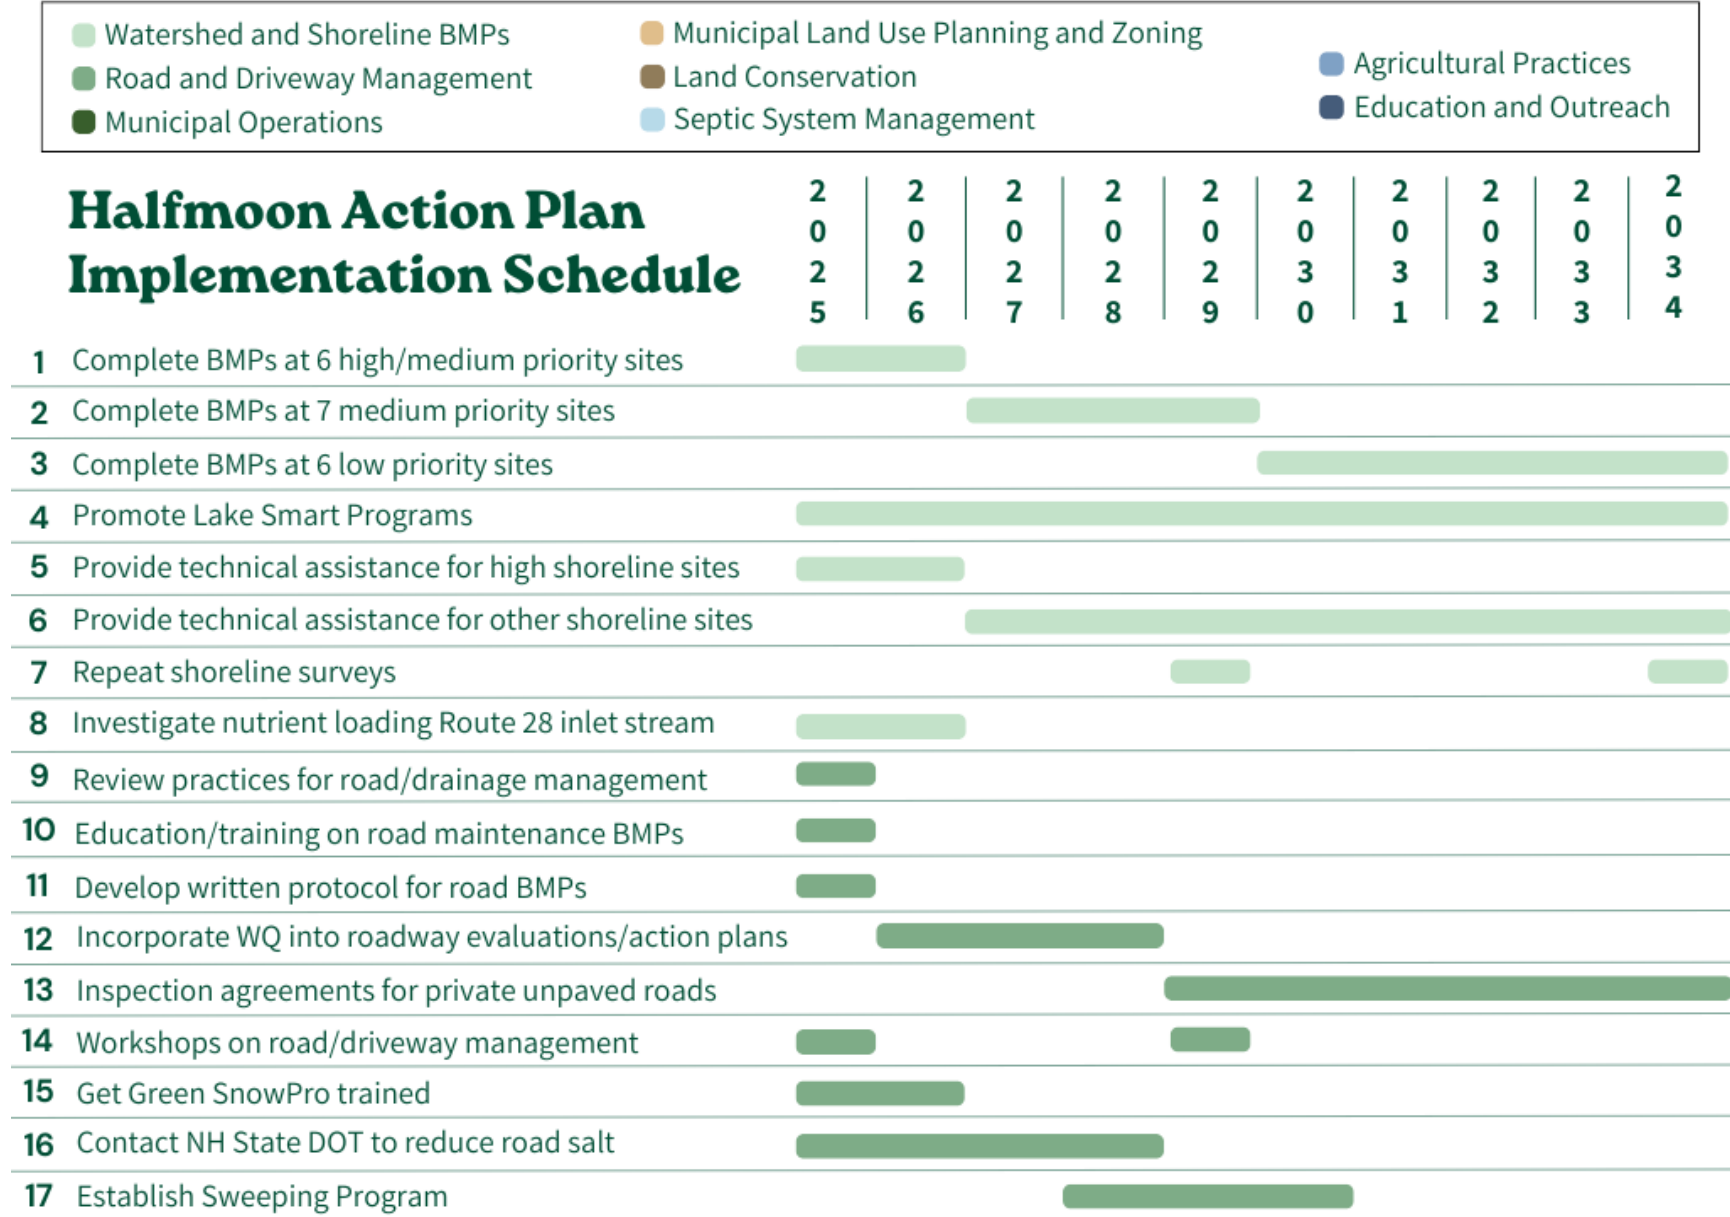 Watershed and Shoreline BMPs
Road and Driveway Management
Municipal Operations
Municipal Land Use Planning and Zoning
Land Conservation
Septic System Management
Agricultural Practices
Education and Outreach
Halfmoon Action Plan
Implementation Schedule
2025
2026
2027
2028
2029
2030
2031
2032
2033
2034
1 Complete BMPs at 6 high/medium priority sites
2 Complete BMPs at 7 medium priority sites
3 Complete BMPs at 6 low priority sites
4 Promote Lake Smart Programs
5 Provide technical assistance for high shoreline sites
6 Provide technical assistance for other shoreline sites
7 Repeat shoreline surveys
8 Investigate nutrient loading Route 28 inlet stream
9 Review practices for road/drainage management
10 Education/training on road maintenance BMPs
11 Develop written protocol for road BMPs
12 Incorporate WQ into roadway evaluations/action plans
13 Inspection agreements for private unpaved roads
14 Workshops on road/driveway management
15 Get Green SnowPro trained
16 Contact NH State DOT to reduce road salt
17 Establish Sweeping Program